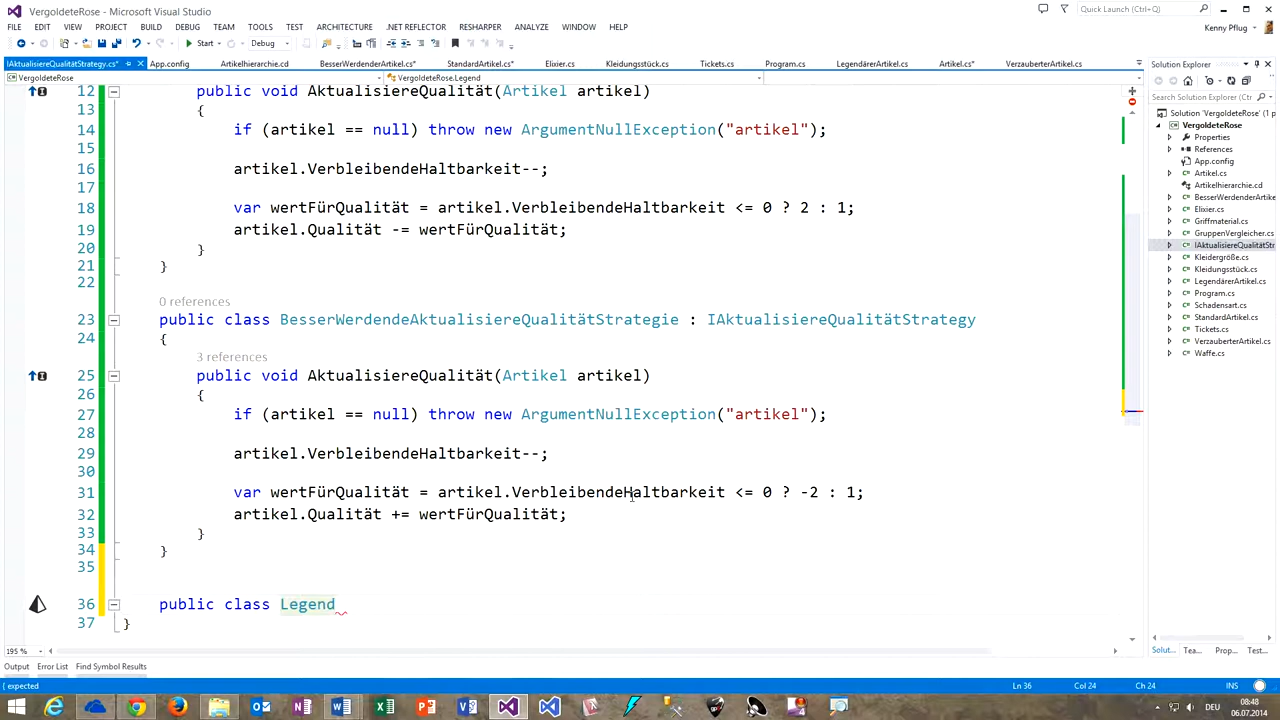 VergoldeteRose - Microsoft Visual Studio
Quick Launch (Ctrl+Q)
FILE EDIT VIEW PROJECT BUILD DEBUG TEAM TOOLS TEST ARCHITECTURE .NET REFLECTOR RESHARPER ANALYZE WINDOW HELP
Kenny Pflug
Start Debug
IAktualisiereQualitätStrategy.cs* App.config Artikelhierarchie.cd BesserWerdenderArtikel.cs* StandardArtikel.cs* Elixier.cs Kleidungsstück.cs Tickets.cs Program.cs LegendärerArtikel.cs Artikel.cs* VerzauberterArtikel.cs
VergoldeteRose VergoldeteRose.Legend
12 public void AktualisiereQualität(Artikel artikel)
13 {
14 if (artikel == null) throw new ArgumentNullException("artikel");
15
16 artikel.VerbleibendeHaltbarkeit--;
17
18 var wertFürQualität = artikel.VerbleibendeHaltbarkeit <= 0 ? 2 : 1;
19 artikel.Qualität -= wertFürQualität;
20 }
21 }
22
0 references
23 public class BesserWerdendeAktualisiereQualitätStrategie : IAktualisiereQualitätStrategy
24 {
3 references
25 public void AktualisiereQualität(Artikel artikel)
26 {
27 if (artikel == null) throw new ArgumentNullException("artikel");
28
29 artikel.VerbleibendeHaltbarkeit--;
30
31 var wertFürQualität = artikel.VerbleibendeHaltbarkeit <= 0 ? -2 : 1;
32 artikel.Qualität += wertFürQualität;
33 }
34 }
35
36 public class Legend
37 }
195 %
Solution Explorer
Search Solution Explorer (Ctrl
Solution 'VergoldeteRose' (1 p
VergoldeteRose
Properties
References
App.config
Artikel.cs
Artikelhierarchie.cd
BesserWerdenderArtike
Elixier.cs
Griffmaterial.cs
GruppenVergleicher.cs
IAktualisiereQualitätStr
Kleidergröße.cs
Kleidungsstück.cs
LegendärerArtikel.cs
Program.cs
Schadensart.cs
StandardArtikel.cs
Tickets.cs
VerzauberterArtikel.cs
Waffe.cs
Solut... Tea... Prop... Test...
Output Error List Find Symbol Results
{ expected Ln 36 Col 24 Ch 24 INS
DEU
08:48
06.07.2014